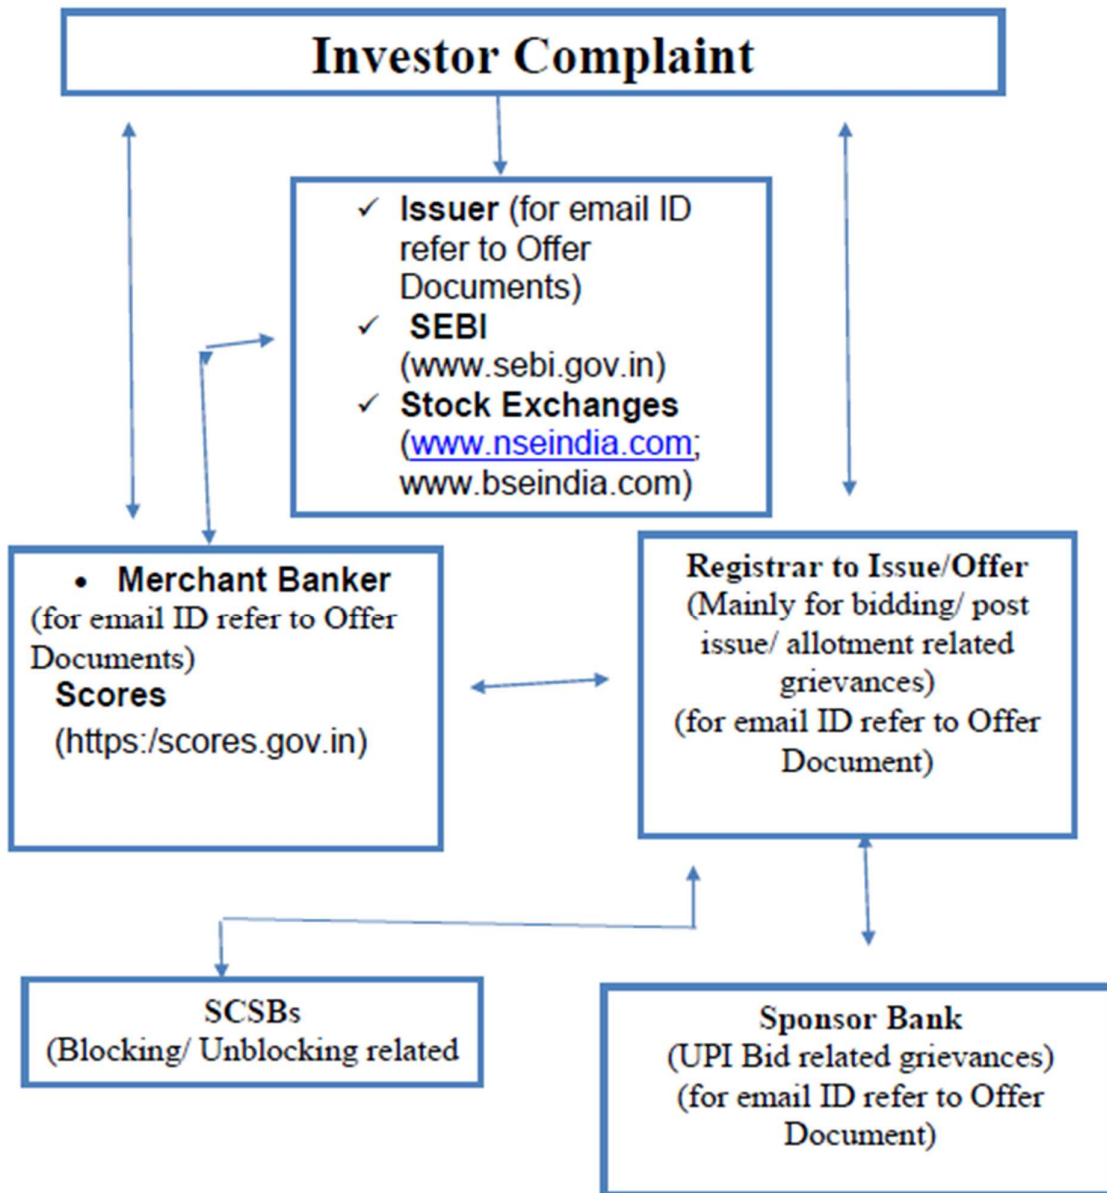 Investor Complaint
✓ Issuer (for email ID
refer to Offer
Documents)
✓ SEBI
(www.sebi.gov.in)
✓ Stock Exchanges
(www.nseindia.com;
www.bseindia.com)
• Merchant Banker
(for email ID refer to Offer
Documents)
Scores
(https:/scores.gov.in)
Registrar to Issue/Offer
(Mainly for bidding/ post
issue/ allotment related
grievances)
(for email ID refer to Offer
Document)
SCSBs
(Blocking/ Unblocking related
Sponsor Bank
(UPI Bid related grievances)
(for email ID refer to Offer
Document)